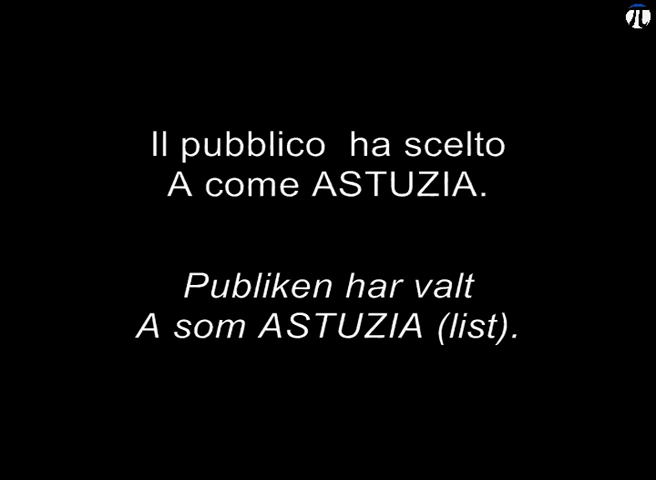 Il pubblico ha scelto
A come ASTUZIA.
Publiken har valt
A som ASTUZIA (list).